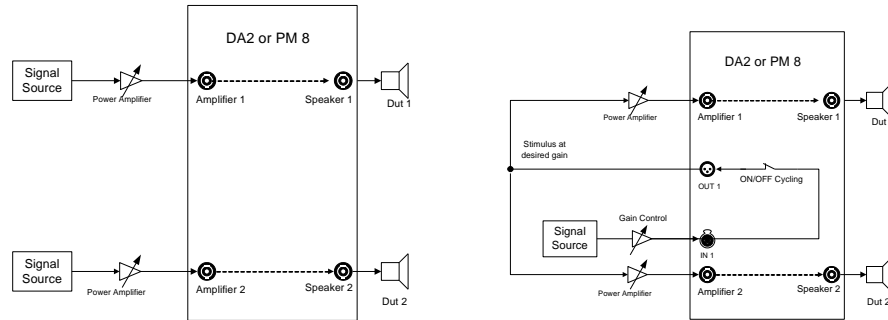 DA2 or PM 8
Signal
Source
Power Amplifier
Amplifier 1
Speaker 1
Dut 1
Signal
Source
Power Amplifier
Amplifier 2
Speaker 2
Dut 2
DA2 or PM 8
Power Amplifier
Amplifier 1
Speaker 1
Dut
Stimulus at
desired gain
OUT 1
ON/OFF Cycling
Signal
Source
Gain Control
IN 1
Power Amplifier
Amplifier 2
Speaker 2
Dut 2